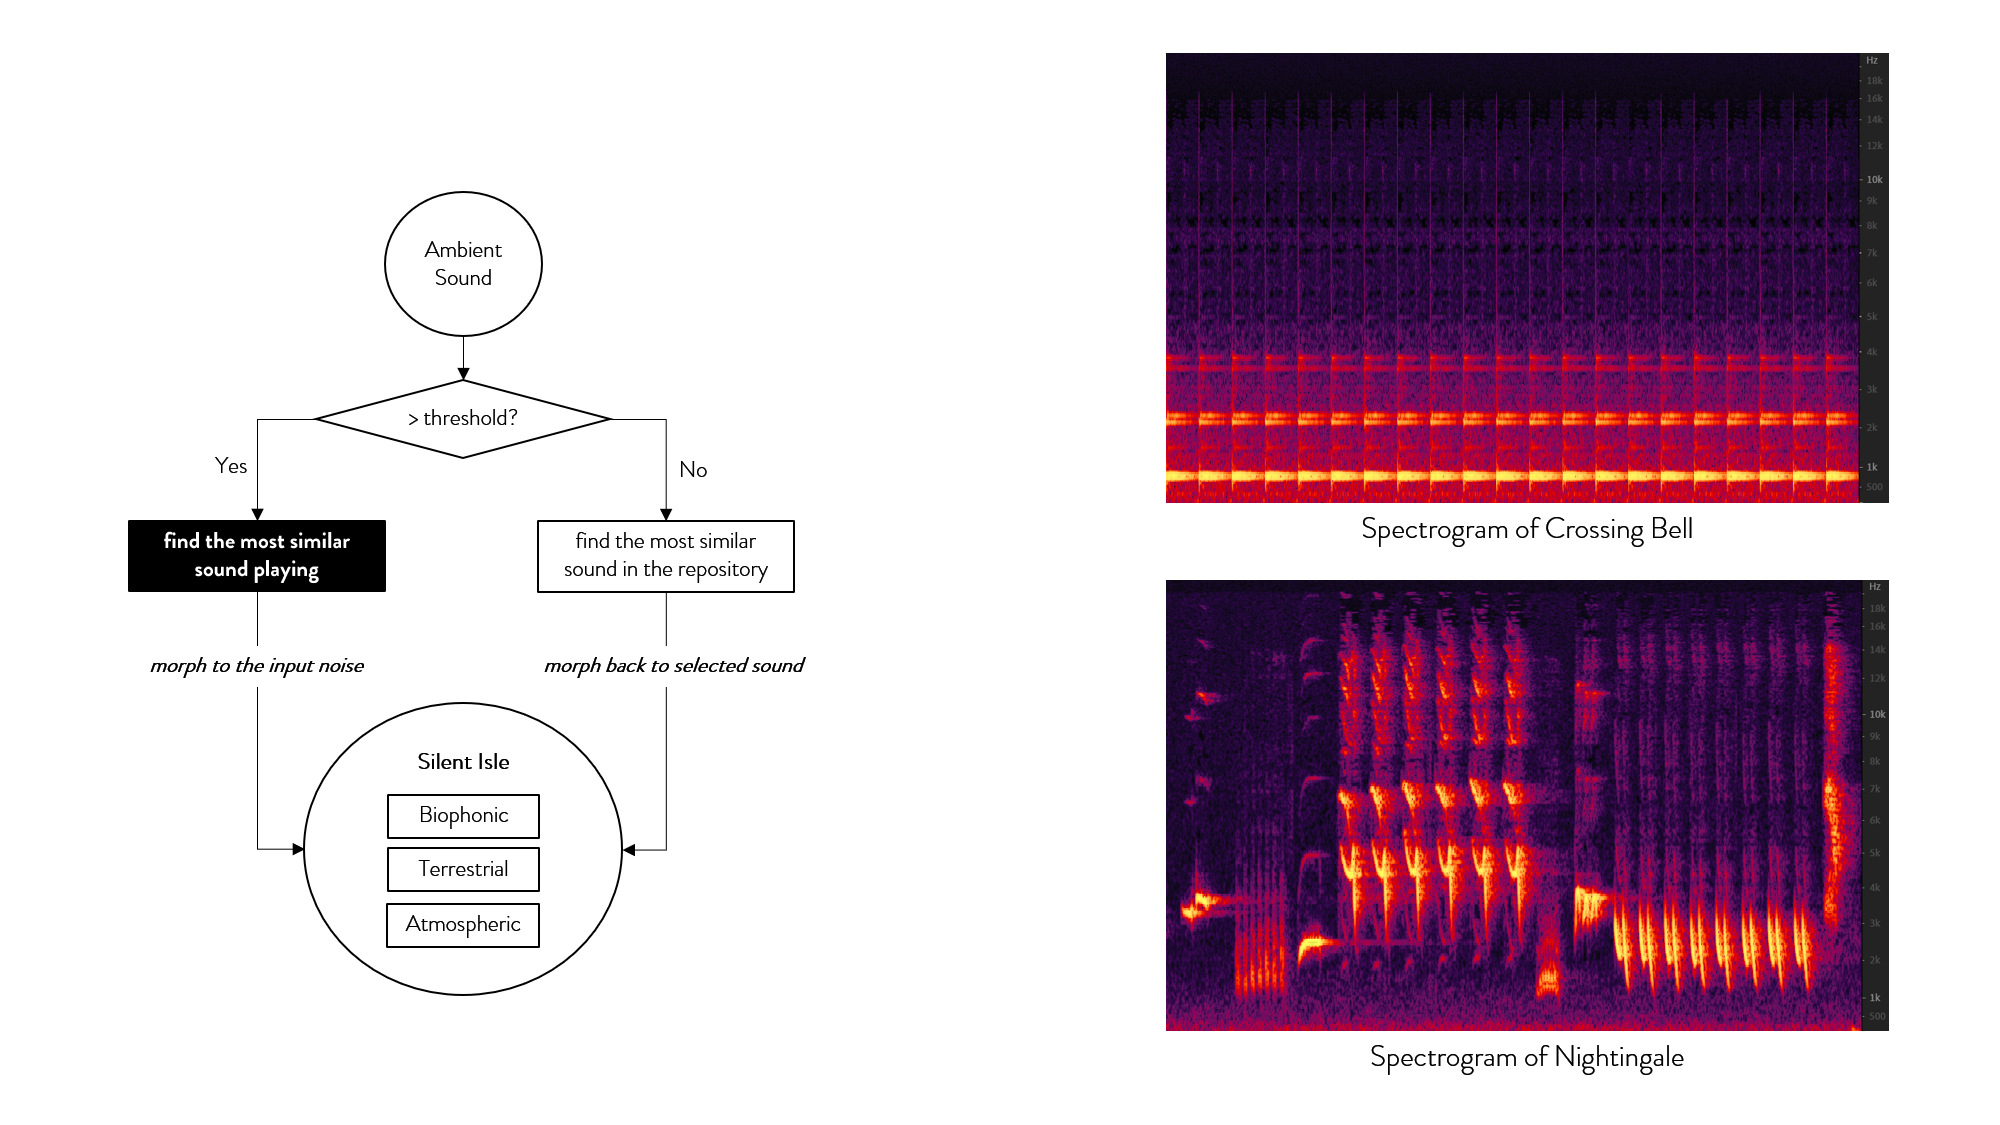 Ambient
Sound
> threshold?
Yes
No
find the most similar
sound playing
find the most similar
sound in the repository
morph to the input noise
morph back to selected sound
Silent Isle
Biophonic
Terrestrial
Atmospheric
Hz
18k
16k
14k
12k
10k
9k
8k
7k
6k
5k
4k
3k
2k
1k
500
Spectrogram of Crossing Bell
Hz
18k
16k
14k
12k
10k
9k
8k
7k
6k
5k
4k
3k
2k
1k
500
Spectrogram of Nightingale